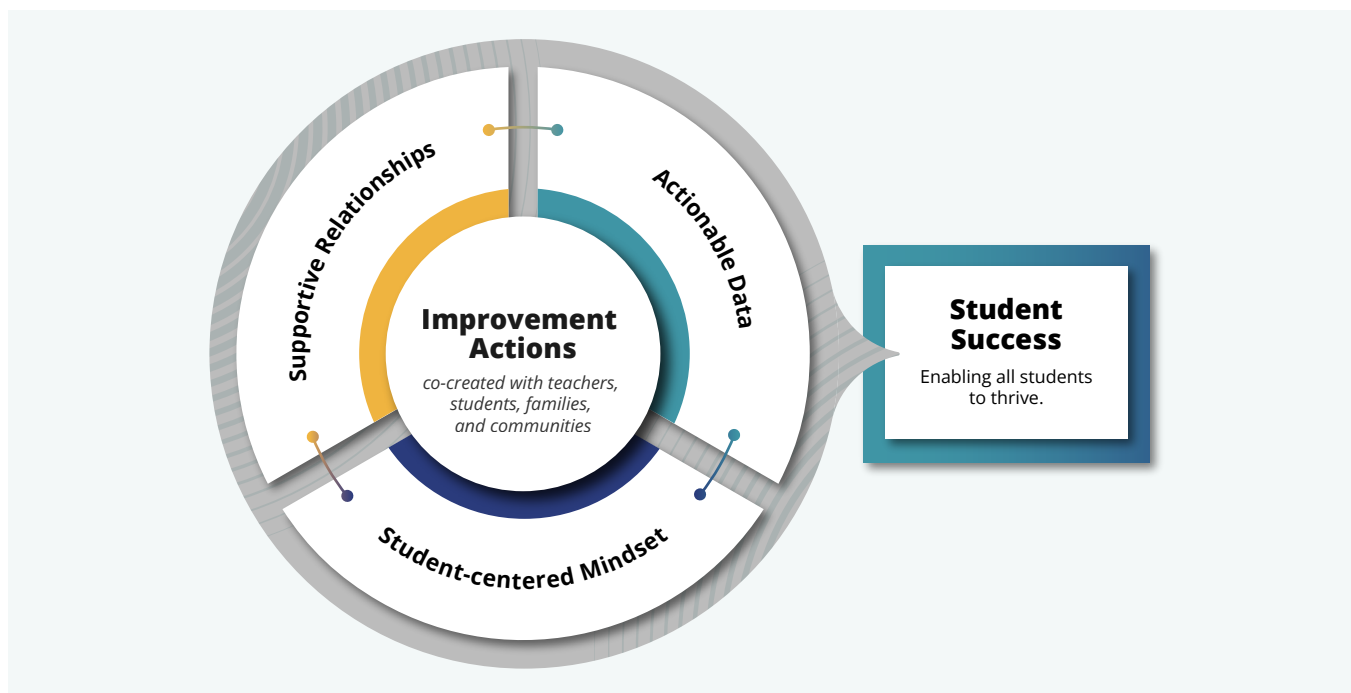 Supportive Relationships
Actionable Data
Improvement
Actions
co-created with teachers,
students, families,
and communities
Student-centered Mindset
Student
Success
Enabling all students
to thrive.